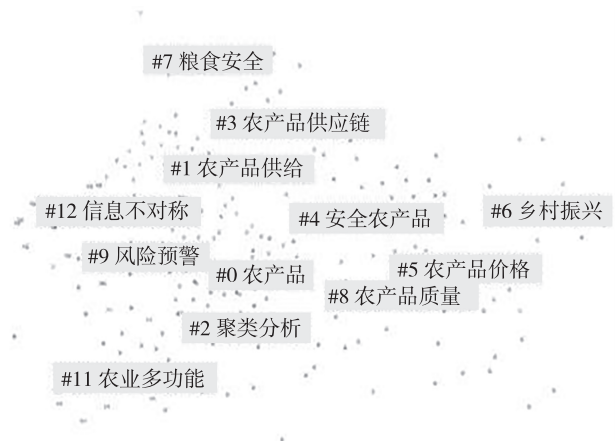 #7 粮食安全
#3 农产品供应链
#1 农产品供给
#12 信息不对称
#4 安全农产品
#6 乡村振兴
#9 风险预警
#0 农产品
#5 农产品价格
#8 农产品质量
#2 聚类分析
#11 农业多功能